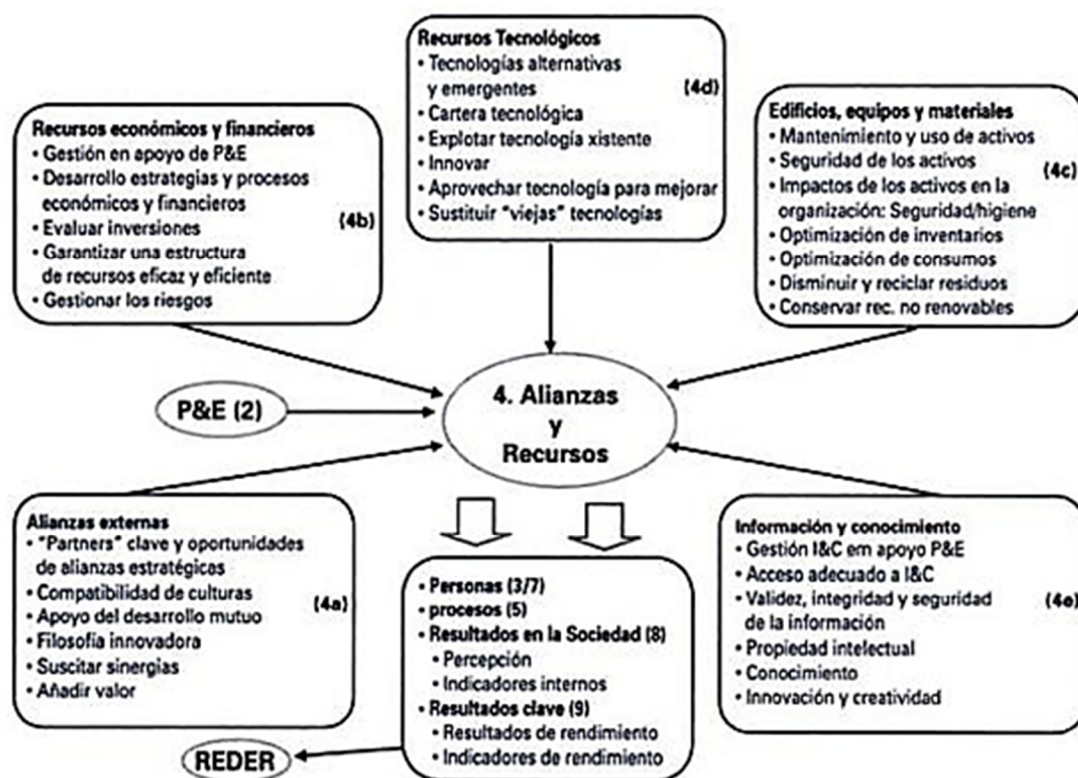 Recursos Tecnológicos
• Tecnologías alternativas
y emergentes
(4d)
• Cartera tecnológica
• Explotar tecnología xistente
• Innovar
• Aprovechar tecnología para mejorar
• Sustituir "viejas" tecnologías
Recursos económicos y financieros
• Gestión en apoyo de P&E
• Desarrollo estrategias y procesos
económicos y financieros
(4b)
• Evaluar inversiones
• Garantizar una estructura
de recursos eficaz y eficiente
• Gestionar los riesgos
Edificios, equipos y materiales
• Mantenimiento y uso de activos
• Seguridad de los activos
(4c)
• Impactos de los activos en la
organización: Seguridad/higiene
• Optimización de inventarios
• Optimización de consumos
• Disminuir y reciclar residuos
• Conservar rec. no renovables
P&E (2)
4. Alianzas
y
Recursos
Alianzas externas
• "Partners" clave y oportunidades
de alianzas estratégicas
• Compatibilidad de culturas
(4a)
• Apoyo del desarrollo mutuo
• Filosofía innovadora
• Suscitar sinergias
• Añadir valor
• Personas (3/7)
• procesos (5)
• Resultados en la Sociedad (8)
• Percepción
• Indicadores internos
• Resultados clave (9)
• Resultados de rendimiento
• Indicadores de rendimiento
Información y conocimiento
• Gestión I&C em apoyo P&E
• Acceso adecuado a I&C
• Validez, integridad y seguridad
de la información
(4e)
• Propiedad intelectual
• Conocimiento
• Innovación y creatividad
REDER